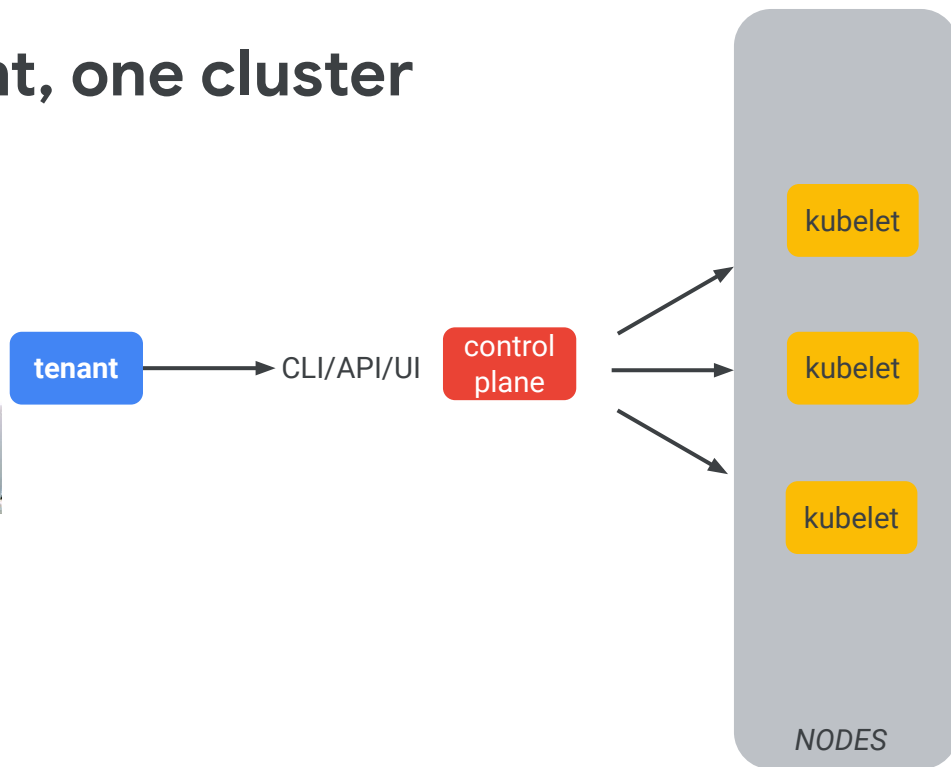 nt, one cluster
kubelet
tenant
CLI/API/UI
control
plane
kubelet
kubelet
NODES